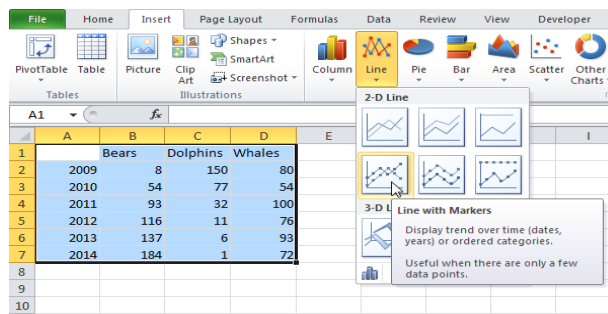 File Home Insert Page Layout Formulas Data Review View Developer
PivotTable Table Picture Clip Art Shapes SmartArt Screenshot Column Line Pie Bar Area Scatter Other Charts
Tables Illustrations
2-D Line
A1 fx
A B C D E I
1 Bears Dolphins Whales
2 2009 8 150 80
3 2010 54 77 54
4 2011 93 32 100
5 2012 116 11 76
6 2013 137 6 93
7 2014 184 1 72
8
9
10
3-D L
Line with Markers
Display trend over time (dates,
years) or ordered categories.
Useful when there are only a few
data points.